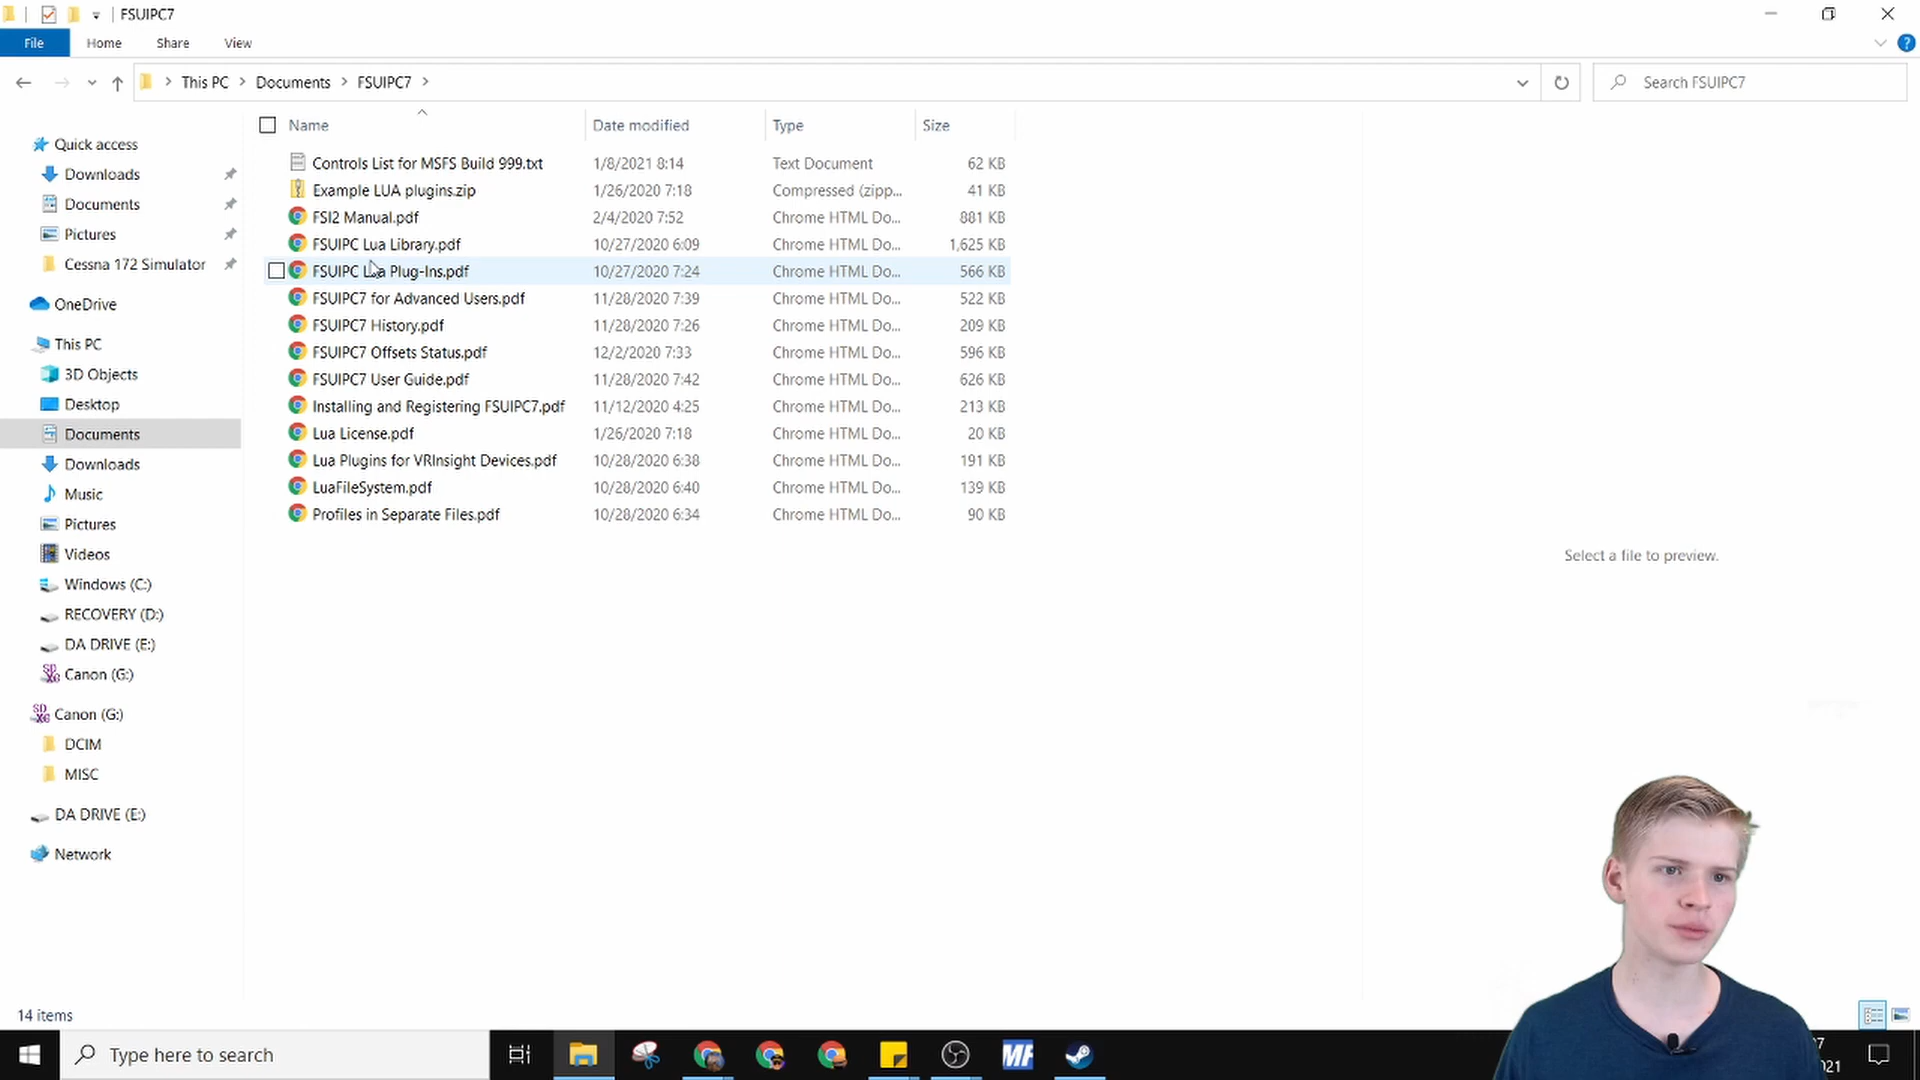 FSUIPC7
File Home Share View
This PC Documents FSUIPC7 Search FSUIPC7
Name Date modified Type Size
Quick access
Downloads
Documents
Pictures
Cessna 172 Simulator
OneDrive
This PC
3D Objects
Desktop
Documents
Downloads
Music
Pictures
Videos
Windows (C:)
RECOVERY (D:)
DA DRIVE (E:)
Canon (G:)
Canon (G:)
DCIM
MISC
DA DRIVE (E:)
Network
Controls List for MSFS Build 999.txt 1/8/2021 8:14 Text Document 62 KB
Example LUA plugins.zip 1/26/2020 7:18 Compressed (zipp... 41 KB
FSI2 Manual.pdf 2/4/2020 7:52 Chrome HTML Do... 881 KB
FSUIPC Lua Library.pdf 10/27/2020 6:09 Chrome HTML Do... 1,625 KB
FSUIPC Lua Plug-Ins.pdf 10/27/2020 7:24 Chrome HTML Do... 566 KB
FSUIPC7 for Advanced Users.pdf 11/28/2020 7:39 Chrome HTML Do... 522 KB
FSUIPC7 History.pdf 11/28/2020 7:26 Chrome HTML Do... 209 KB
FSUIPC7 Offsets Status.pdf 12/2/2020 7:33 Chrome HTML Do... 596 KB
FSUIPC7 User Guide.pdf 11/28/2020 7:42 Chrome HTML Do... 626 KB
Installing and Registering FSUIPC7.pdf 11/12/2020 4:25 Chrome HTML Do... 213 KB
Lua License.pdf 1/26/2020 7:18 Chrome HTML Do... 20 KB
Lua Plugins for VRInsight Devices.pdf 10/28/2020 6:38 Chrome HTML Do... 191 KB
LuaFileSystem.pdf 10/28/2020 6:40 Chrome HTML Do... 139 KB
Profiles in Separate Files.pdf 10/28/2020 6:34 Chrome HTML Do... 90 KB
Select a file to preview.
14 items
Type here to search
MF
7
021